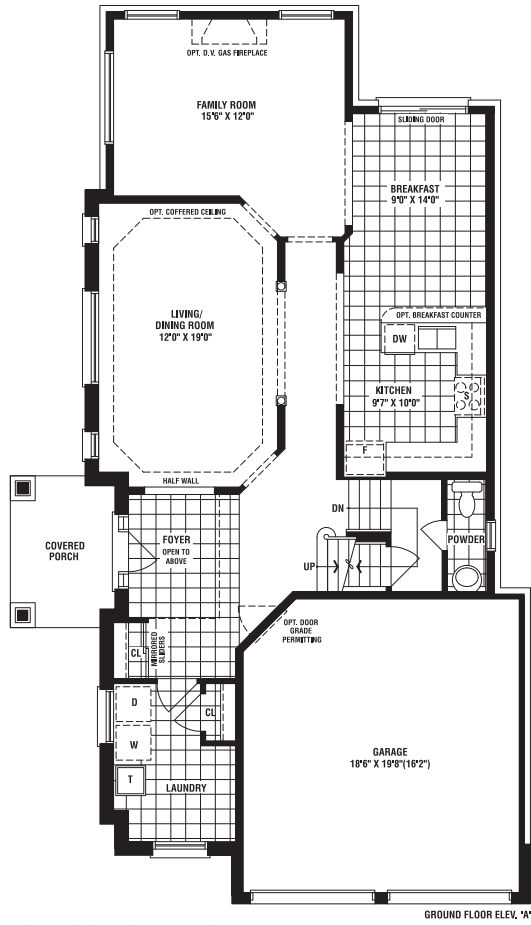 OPT. D.V. GAS FIREPLACE
FAMILY ROOM
15'6" X 12'0"
SLIDING DOOR
BREAKFAST
9'0" X 14'0"
OPT. COFFERED CEILING
LIVING/
DINING ROOM
12'0" X 19'0"
OPT. BREAKFAST COUNTER
DW
KITCHEN
9'7" X 10'0"
S
F
HALF WALL
DN
FOYER
OPEN TO
ABOVE
COVERED
PORCH
POWDER
UP
OPT. DOOR
GRADE
PERMITTING
CL
MIRRORED
SLIDERS
D
CL
W
T
LAUNDRY
GARAGE
18'6" X 19'8"(16'2")
GROUND FLOOR ELEV. 'A'